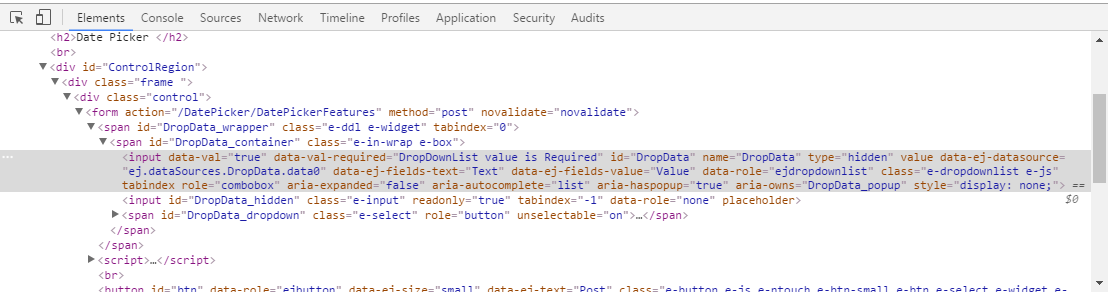 Elements Console Sources Network Timeline Profiles Application Security Audits
<h2>Date Picker </h2>
<br>
▼<div id="ControlRegion">
▼<div class="frame ">
▼<div class="control">
▼<form action="/DatePicker/DatePickerFeatures" method="post" novalidate="novalidate">
▼<span id="DropData_wrapper" class="e-ddl e-widget" tabindex="0">
▼<span id="DropData_container" class="e-in-wrap e-box">
... <input data-val="true" data-val-required="DropDownList value is Required" id="DropData" name="DropData" type="hidden" value data-ej-datasource=
"ej.dataSources.DropData.data0" data-ej-fields-text="Text" data-ej-fields-value="Value" data-role="ejdropdownlist" class="e-dropdownlist e-js"
tabindex role="combobox" aria-expanded="false" aria-autocomplete="list" aria-haspopup="true" aria-owns="DropData_popup" style="display: none;"> ==
<input id="DropData_hidden" class="e-input" readonly="true" tabindex="-1" data-role="none" placeholder> $0
▶<span id="DropData_dropdown" class="e-select" role="button" unselectable="on">…</span>
</span>
</span>
▶<script>…</script>
<br>
<button id="btn" data-role="ejbutton" data-ej-size="small" data-ej-text="Post" class="e-button e-js e-ntouch e-btn-small e-btn e-select e-widget e-